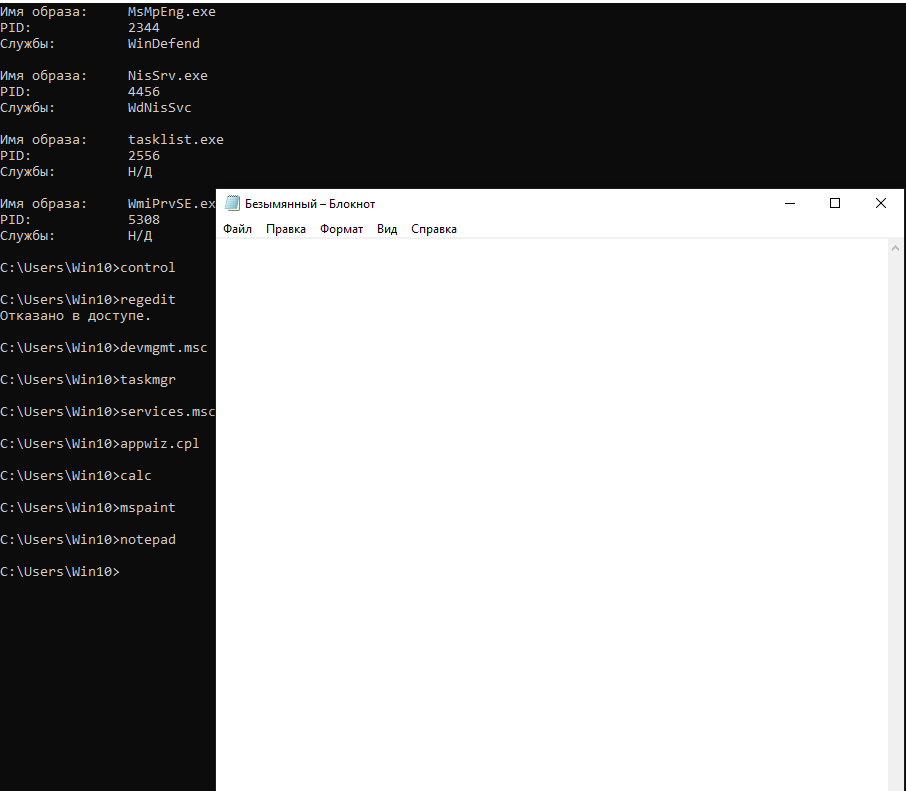 Имя образа: MsMpEng.exe
PID: 2344
Службы: WinDefend
Имя образа: NisSrv.exe
PID: 4456
Службы: WdNisSvc
Имя образа: tasklist.exe
PID: 2556
Службы: Н/Д
Имя образа: WmiPrvSE.ex
PID: 5308
Службы: Н/Д
C:\Users\Win10>control
C:\Users\Win10>regedit
Отказано в доступе.
C:\Users\Win10>devmgmt.msc
C:\Users\Win10>taskmgr
C:\Users\Win10>services.msc
C:\Users\Win10>appwiz.cpl
C:\Users\Win10>calc
C:\Users\Win10>mspaint
C:\Users\Win10>notepad
C:\Users\Win10>
Безымянный – Блокнот
Файл Правка Формат Вид Справка